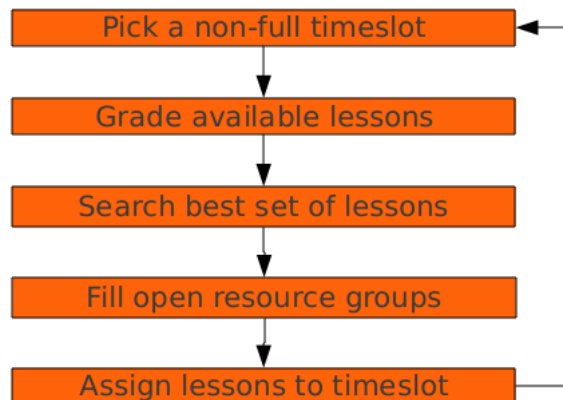 Pick a non-full timeslot
Grade available lessons
Search best set of lessons
Fill open resource groups
Assign lessons to timeslot